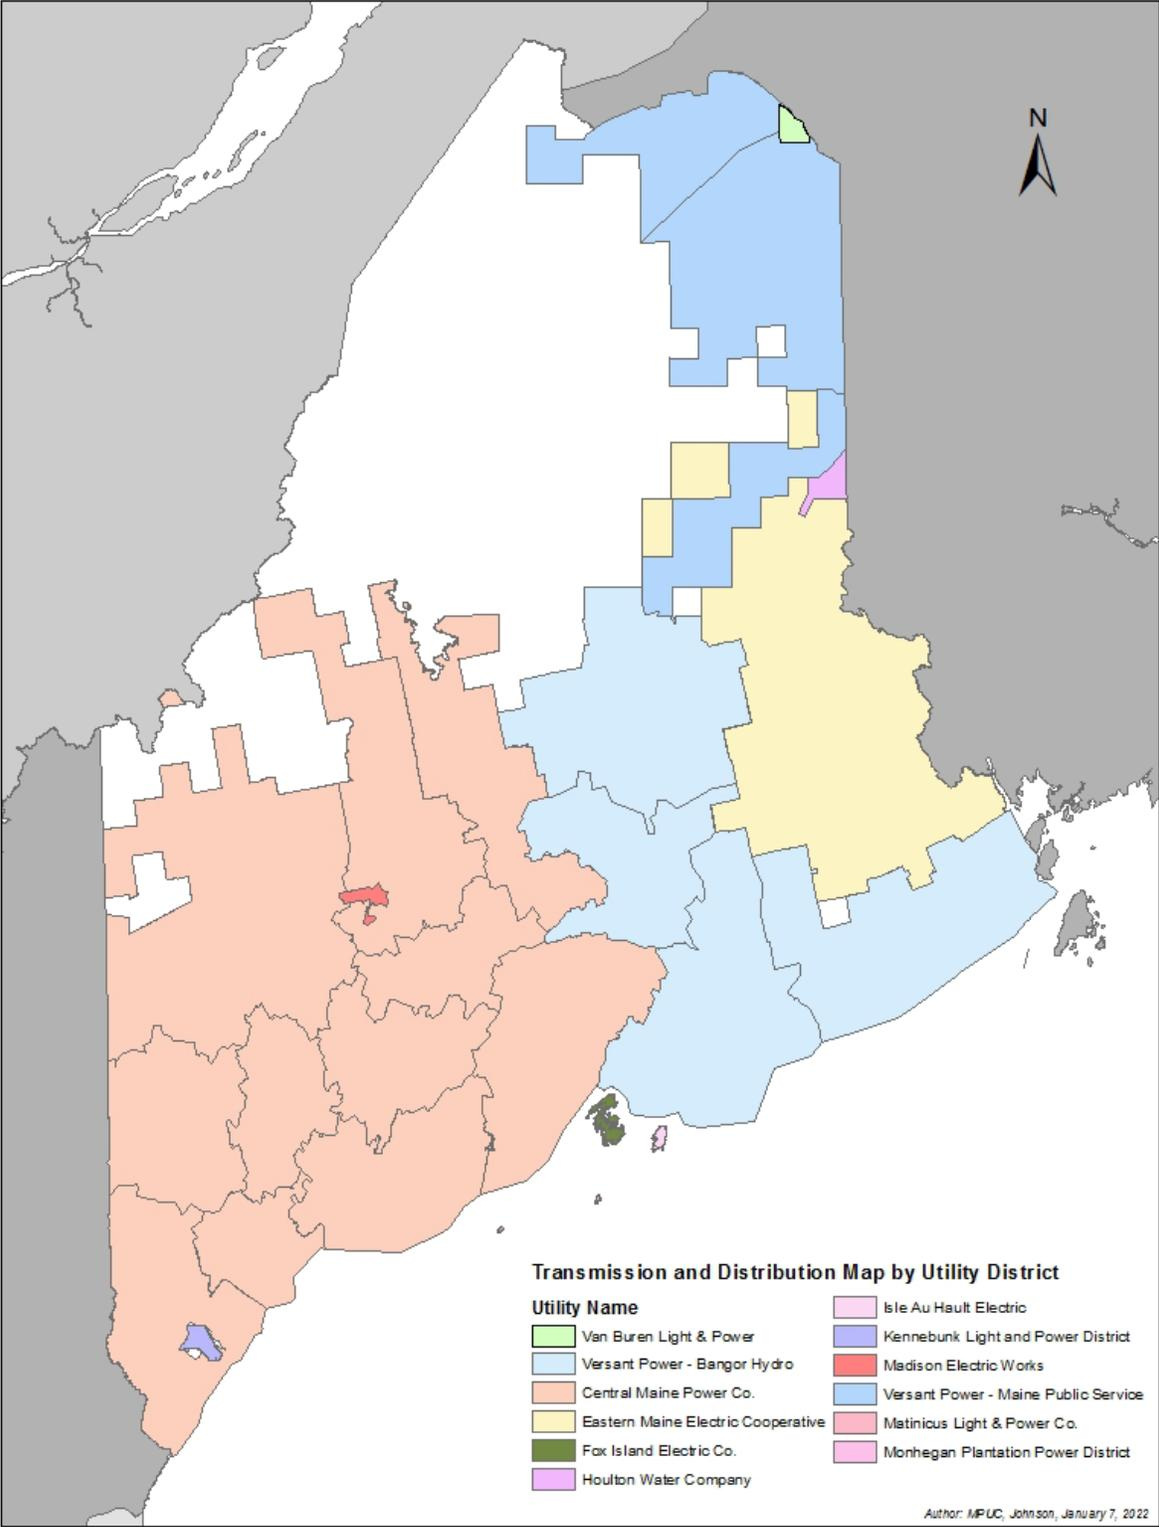 N
Transmission and Distribution Map by Utility District
Utility Name
Van Buren Light & Power
Versant Power - Bangor Hydro
Central Maine Power Co.
Eastern Maine Electric Cooperative
Fox Island Electric Co.
Houlton Water Company
Isle Au Hault Electric
Kennebunk Light and Power District
Madison Electric Works
Versant Power - Maine Public Service
Matinicus Light & Power Co.
Monhegan Plantation Power District
Author: MPUC, Johnson, January 7, 2022